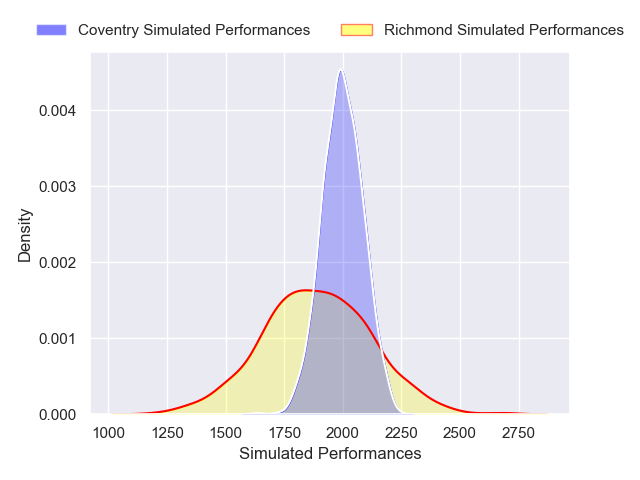 Coventry Simulated Performances
Richmond Simulated Performances
0.004
0.003
0.002
0.001
0.000
Density
1000 1250 1500 1750 2000 2250 2500 2750
Simulated Performances